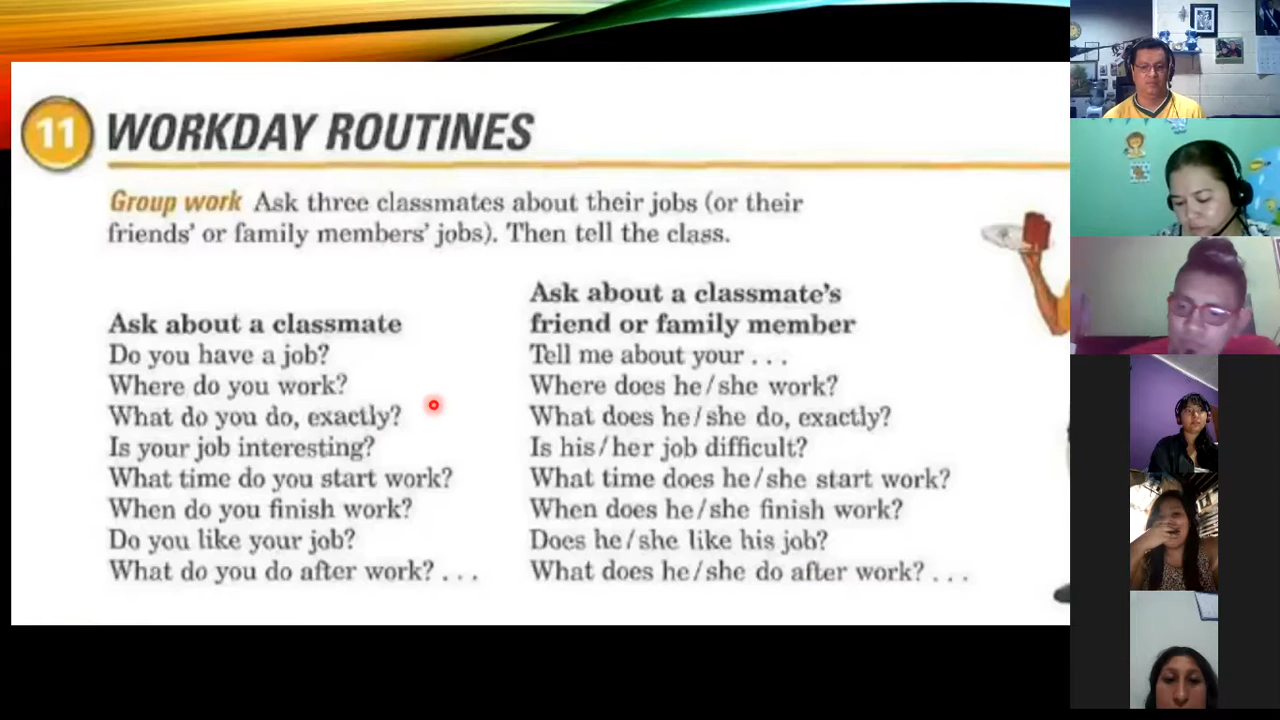 11 WORKDAY ROUTINES
Group work Ask three classmates about their jobs (or their
friends' or family members' jobs). Then tell the class.
Ask about a classmate
Do you have a job?
Where do you work?
What do you do, exactly?
Is your job interesting?
What time do you start work?
When do you finish work?
Do you like your job?
What do you do after work? . . .
Ask about a classmate's
friend or family member
Tell me about your . . .
Where does he/she work?
What does he/she do, exactly?
Is his/her job difficult?
What time does he/she start work?
When does he/she finish work?
Does he/she like his job?
What does he/she do after work? . . .